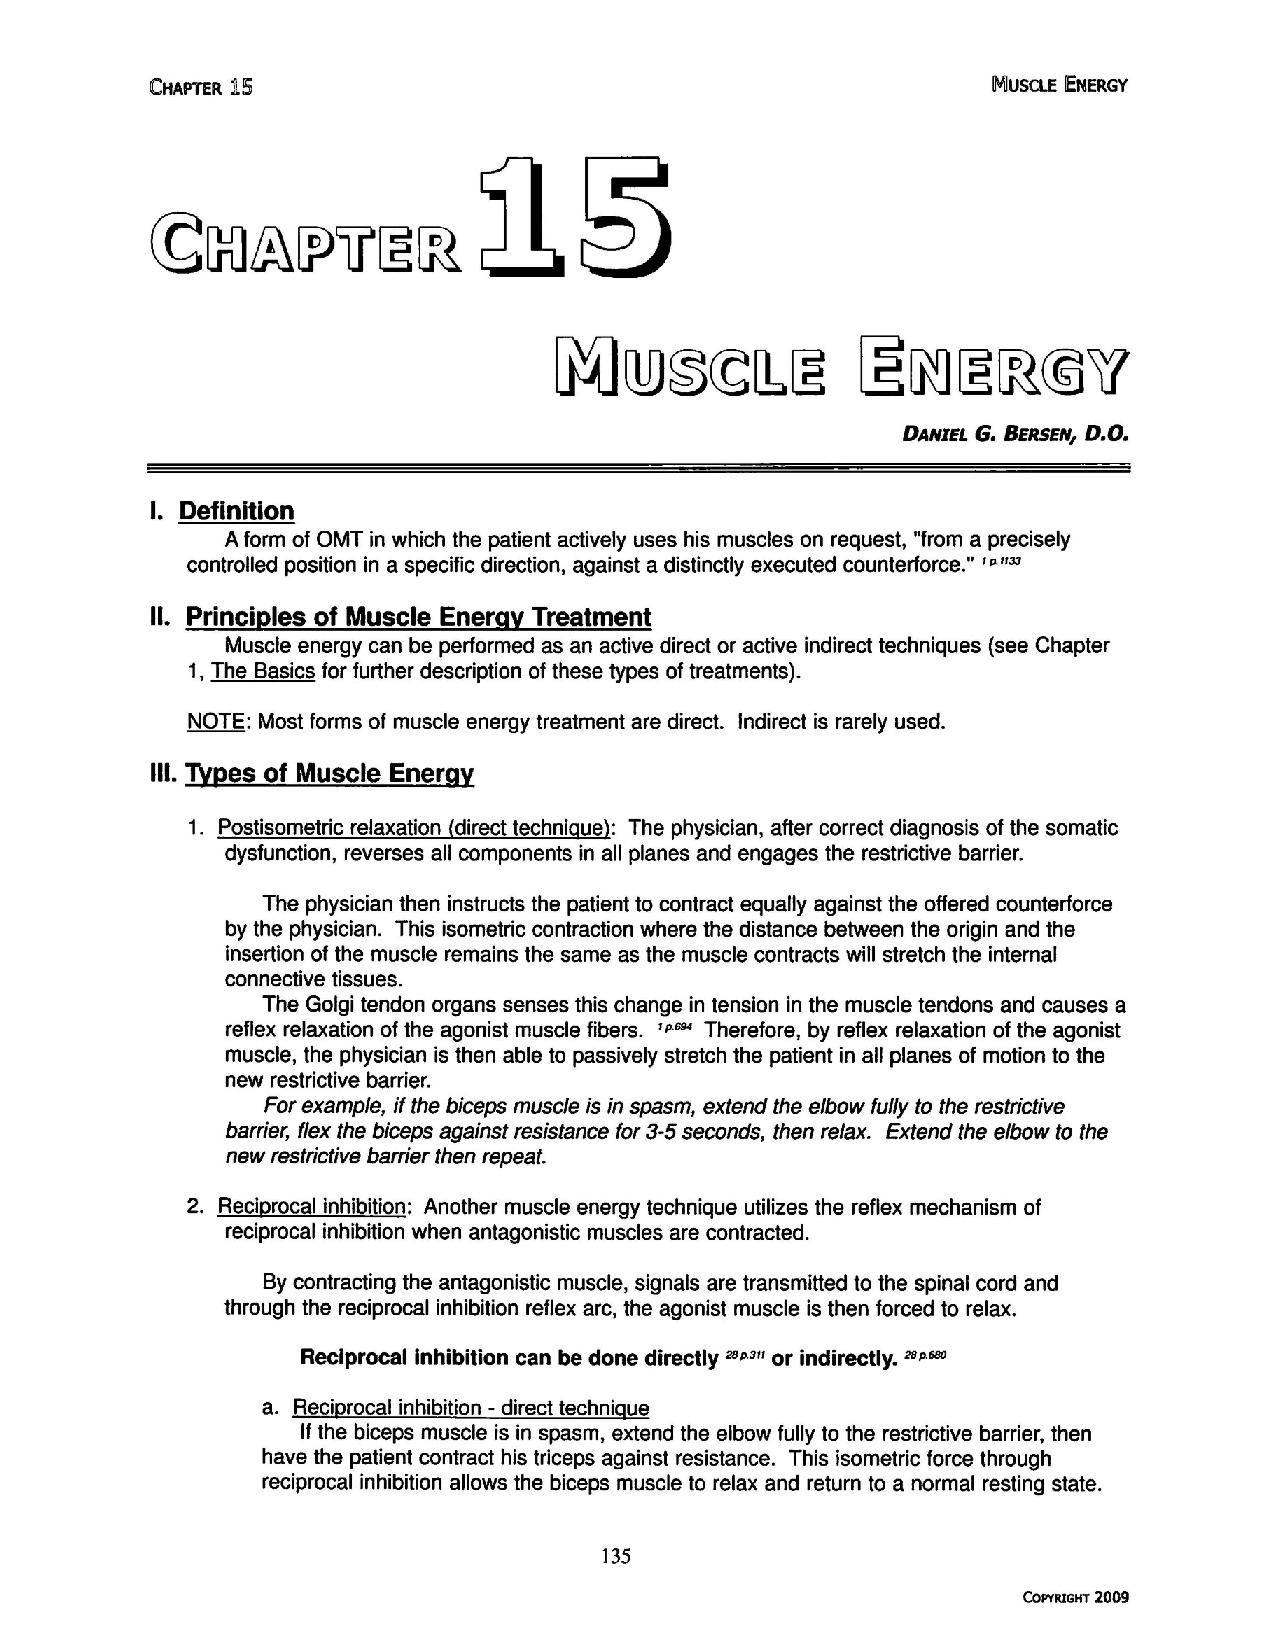 CHAPTER 15
MUSCLE ENERGY
CHAPTER 15
MUSCLE ENERGY
DANIEL G. BERSEN, D.O.
I. Definition
A form of OMT in which the patient actively uses his muscles on request, "from a precisely
controlled position in a specific direction, against a distinctly executed counterforce." 1 p.1133
II. Principles of Muscle Energy Treatment
Muscle energy can be performed as an active direct or active indirect techniques (see Chapter
1, The Basics for further description of these types of treatments).
NOTE: Most forms of muscle energy treatment are direct. Indirect is rarely used.
III. Types of Muscle Energy
1. Postisometric relaxation (direct technique): The physician, after correct diagnosis of the somatic
dysfunction, reverses all components in all planes and engages the restrictive barrier.
The physician then instructs the patient to contract equally against the offered counterforce
by the physician. This isometric contraction where the distance between the origin and the
insertion of the muscle remains the same as the muscle contracts will stretch the internal
connective tissues.
The Golgi tendon organs senses this change in tension in the muscle tendons and causes a
reflex relaxation of the agonist muscle fibers. 1 p.694 Therefore, by reflex relaxation of the agonist
muscle, the physician is then able to passively stretch the patient in all planes of motion to the
new restrictive barrier.
For example, if the biceps muscle is in spasm, extend the elbow fully to the restrictive
barrier, flex the biceps against resistance for 3-5 seconds, then relax. Extend the elbow to the
new restrictive barrier then repeat.
2. Reciprocal inhibition: Another muscle energy technique utilizes the reflex mechanism of
reciprocal inhibition when antagonistic muscles are contracted.
By contracting the antagonistic muscle, signals are transmitted to the spinal cord and
through the reciprocal inhibition reflex arc, the agonist muscle is then forced to relax.
Reciprocal inhibition can be done directly 28 p.311 or indirectly. 28 p.680
a. Reciprocal inhibition - direct technique
If the biceps muscle is in spasm, extend the elbow fully to the restrictive barrier, then
have the patient contract his triceps against resistance. This isometric force through
reciprocal inhibition allows the biceps muscle to relax and return to a normal resting state.
135
COPYRIGHT 2009